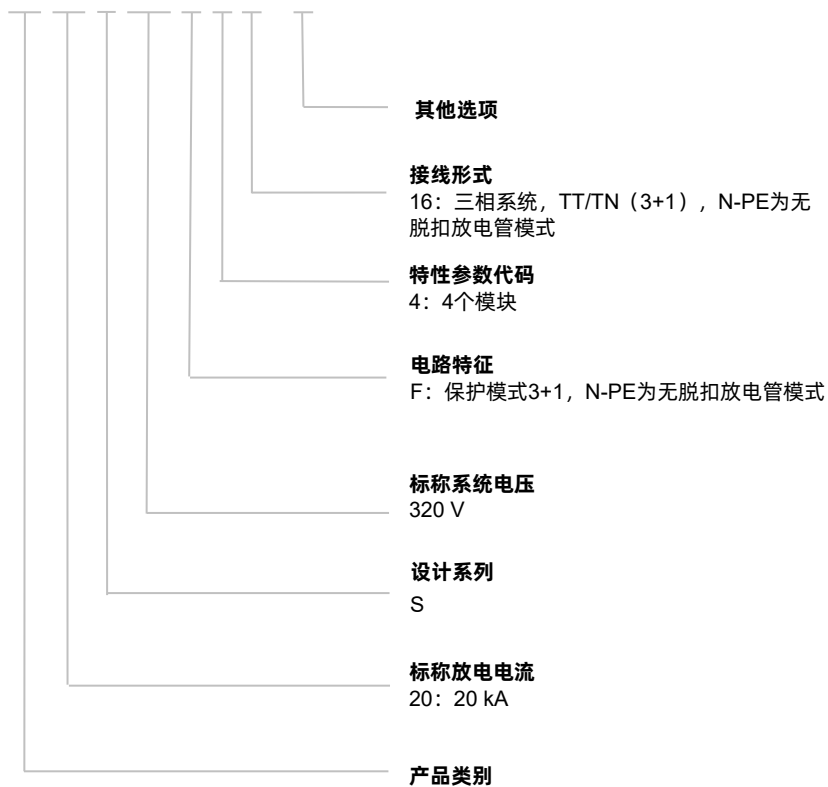 其他选项
接线形式
16：三相系统，TT/TN（3+1），N-PE为无
脱扣放电管模式
特性参数代码
4：4个模块
电路特征
F：保护模式3+1，N-PE为无脱扣放电管模式
标称系统电压
320 V
设计系列
S
标称放电电流
20：20 kA
产品类别